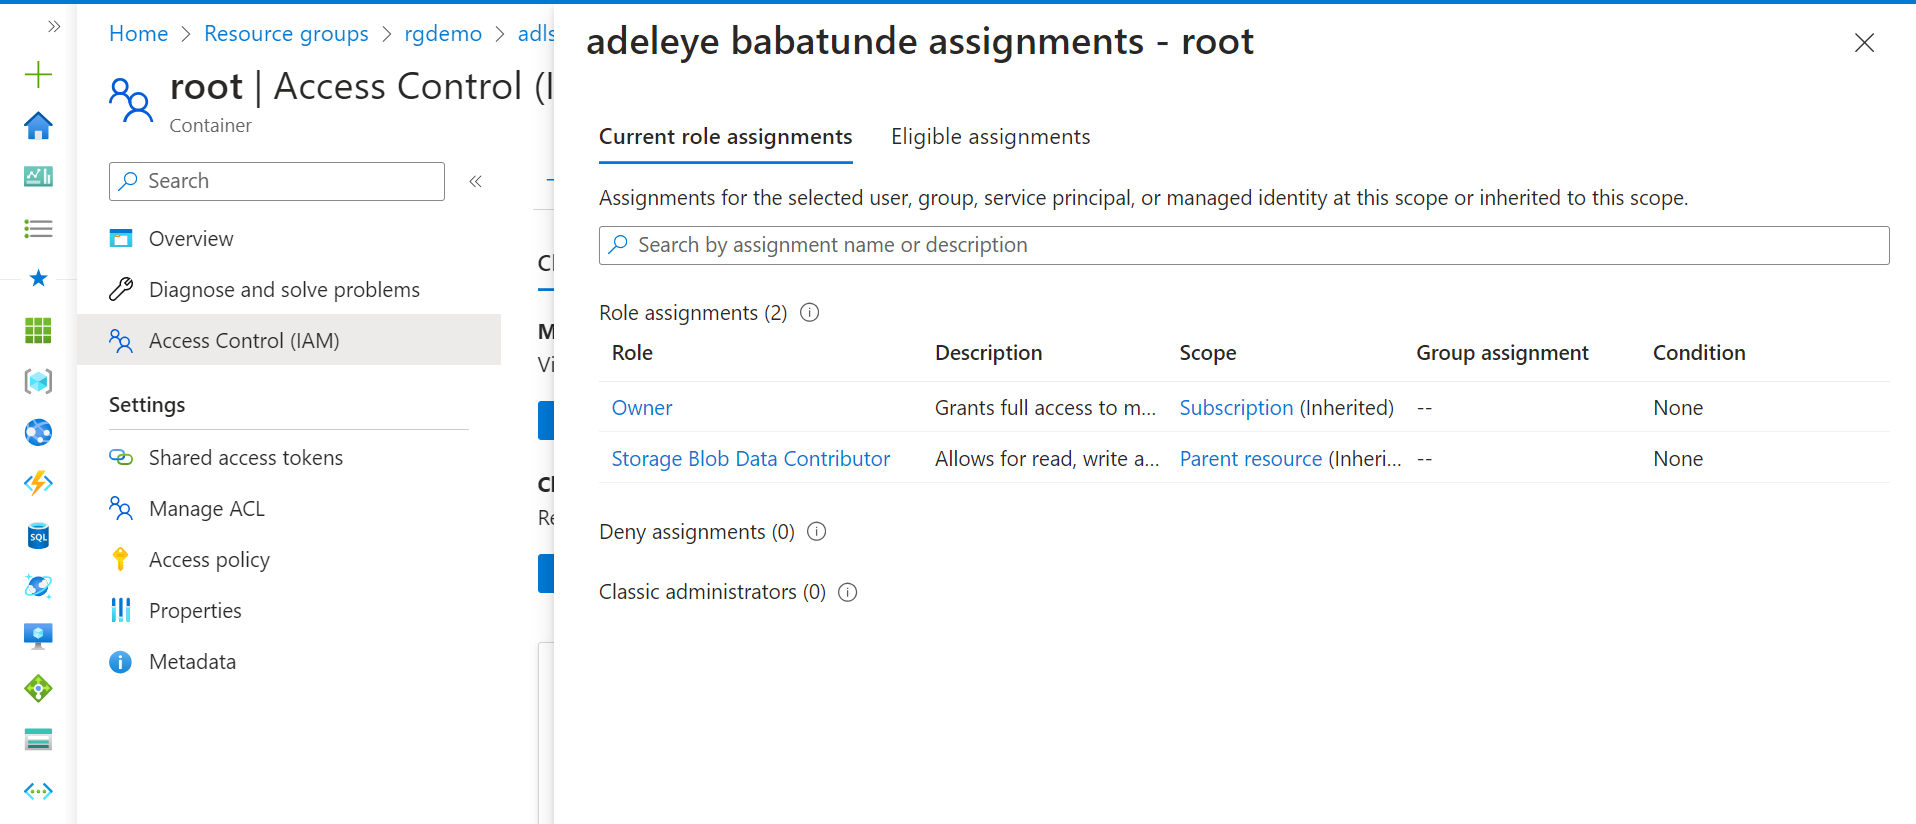 Home > Resource groups > rgdemo > adls
root | Access Control (I
Container
Search
Overview
Diagnose and solve problems
Access Control (IAM)
Settings
Shared access tokens
Manage ACL
Access policy
Properties
Metadata
adeleye babatunde assignments - root
Current role assignments Eligible assignments
Assignments for the selected user, group, service principal, or managed identity at this scope or inherited to this scope.
Search by assignment name or description
Role assignments (2)
Role Description Scope Group assignment Condition
Owner Grants full access to m... Subscription (Inherited) -- None
Storage Blob Data Contributor Allows for read, write a... Parent resource (Inheri... -- None
Deny assignments (0)
Classic administrators (0)
SQL